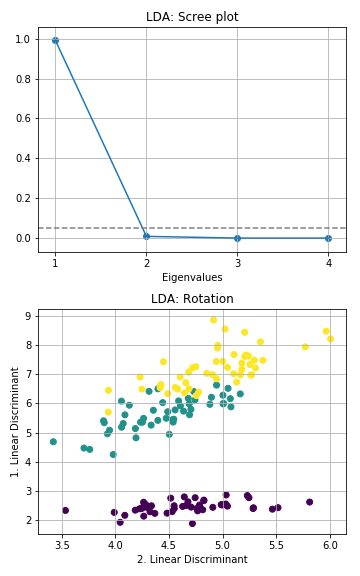 LDA: Scree plot
1.0
0.8
0.6
0.4
0.2
0.0
1 2 3 4
Eigenvalues
LDA: Rotation
1. Linear Discriminant
9
8
7
6
5
4
3
2
3.5 4.0 4.5 5.0 5.5 6.0
2. Linear Discriminant